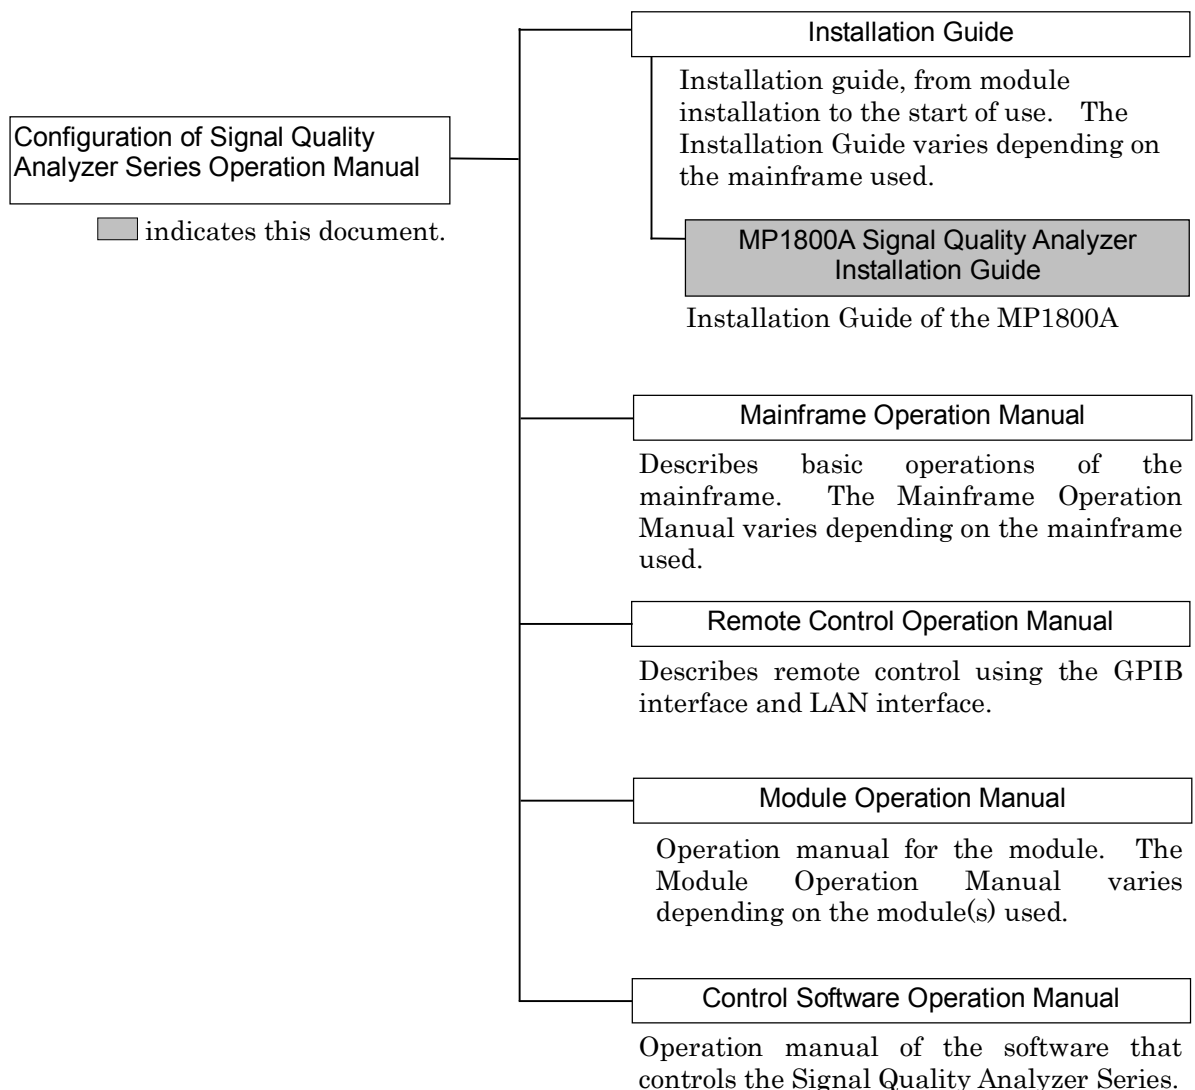 Configuration of Signal Quality
Analyzer Series Operation Manual
indicates this document.
Installation Guide
Installation guide, from module
installation to the start of use. The
Installation Guide varies depending on
the mainframe used.
MP1800A Signal Quality Analyzer
Installation Guide
Installation Guide of the MP1800A
Mainframe Operation Manual
Describes basic operations of the
mainframe. The Mainframe Operation
Manual varies depending on the mainframe
used.
Remote Control Operation Manual
Describes remote control using the GPIB
interface and LAN interface.
Module Operation Manual
Operation manual for the module. The
Module Operation Manual varies
depending on the module(s) used.
Control Software Operation Manual
Operation manual of the software that
controls the Signal Quality Analyzer Series.